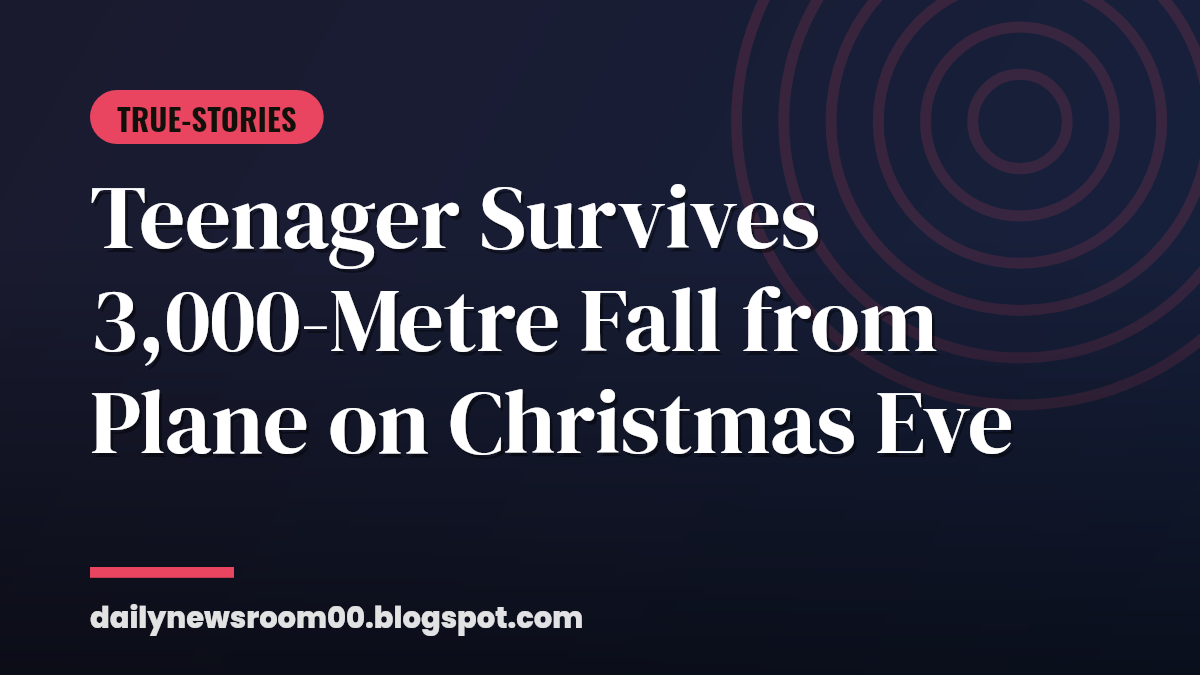 TRUE-STORIES
Teenager Survives
3,000-Metre Fall from
Plane on Christmas Eve
dailynewsroom00.blogspot.com